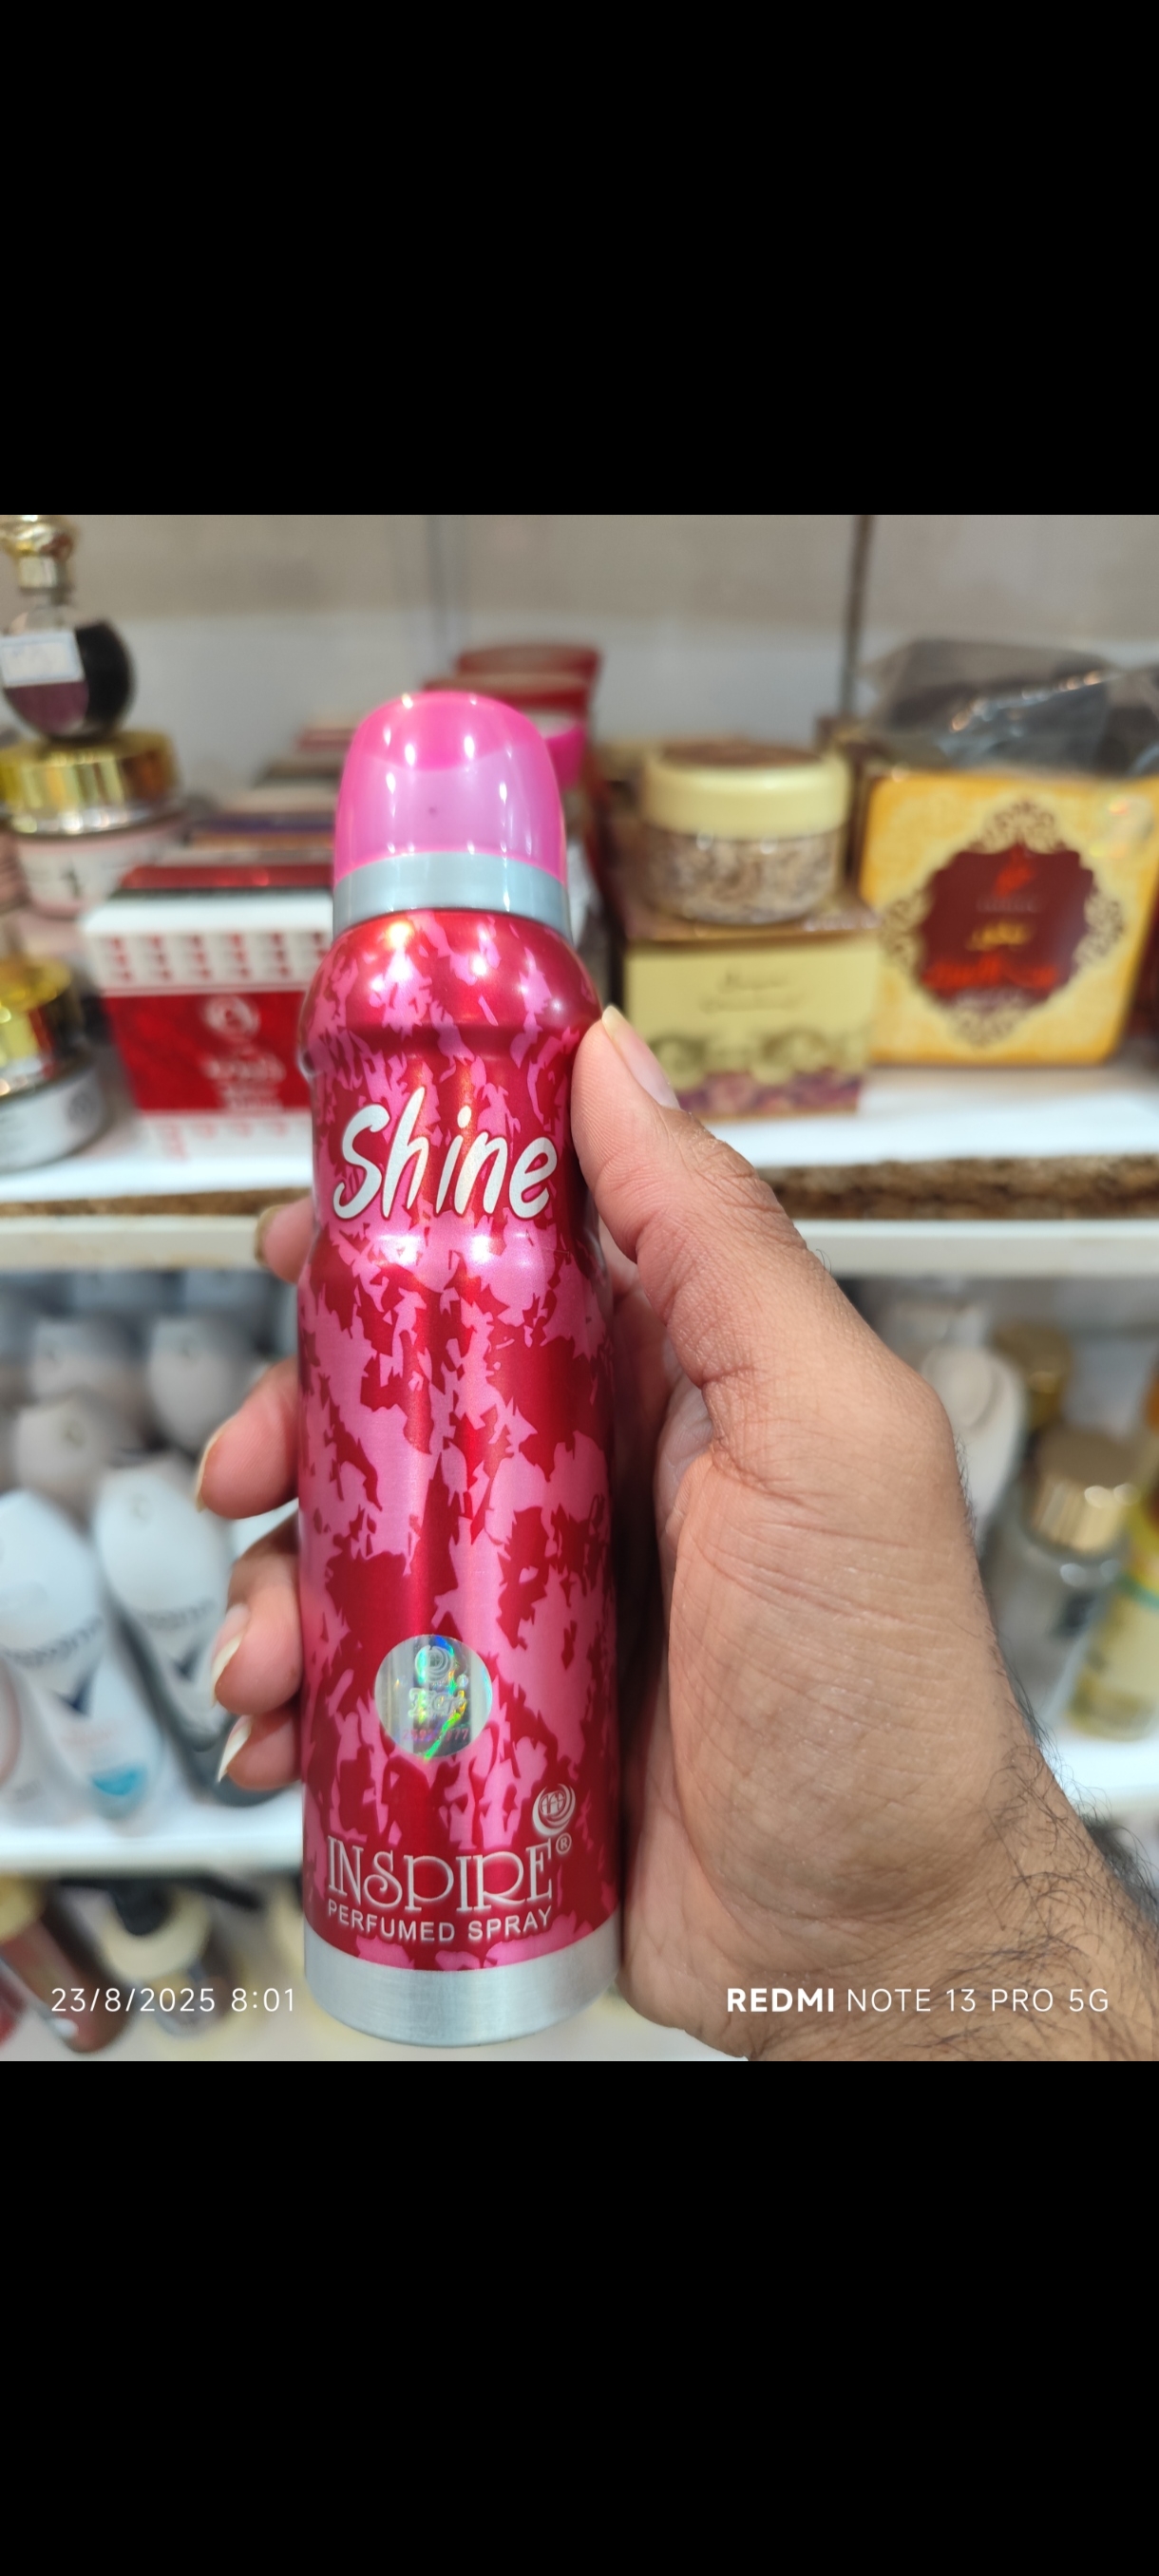 Shine
INSPIRE®
PERFUMED SPRAY
23/8/2025 8:01
REDMI NOTE 13 PRO 5G